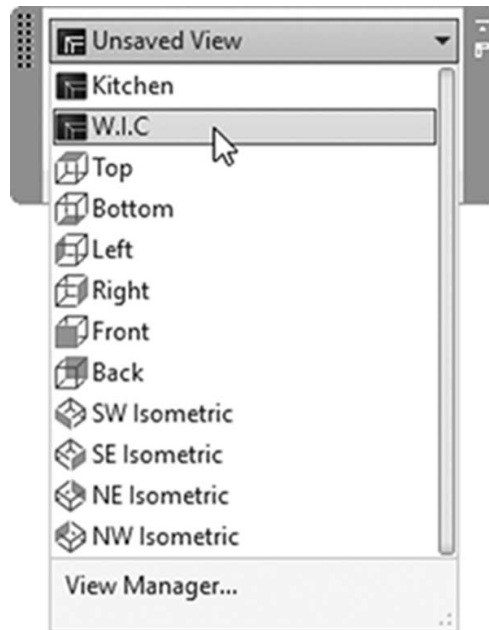 Unsaved View
Kitchen
W.I.C
Top
Bottom
Left
Right
Front
Back
SW Isometric
SE Isometric
NE Isometric
NW Isometric
View Manager...